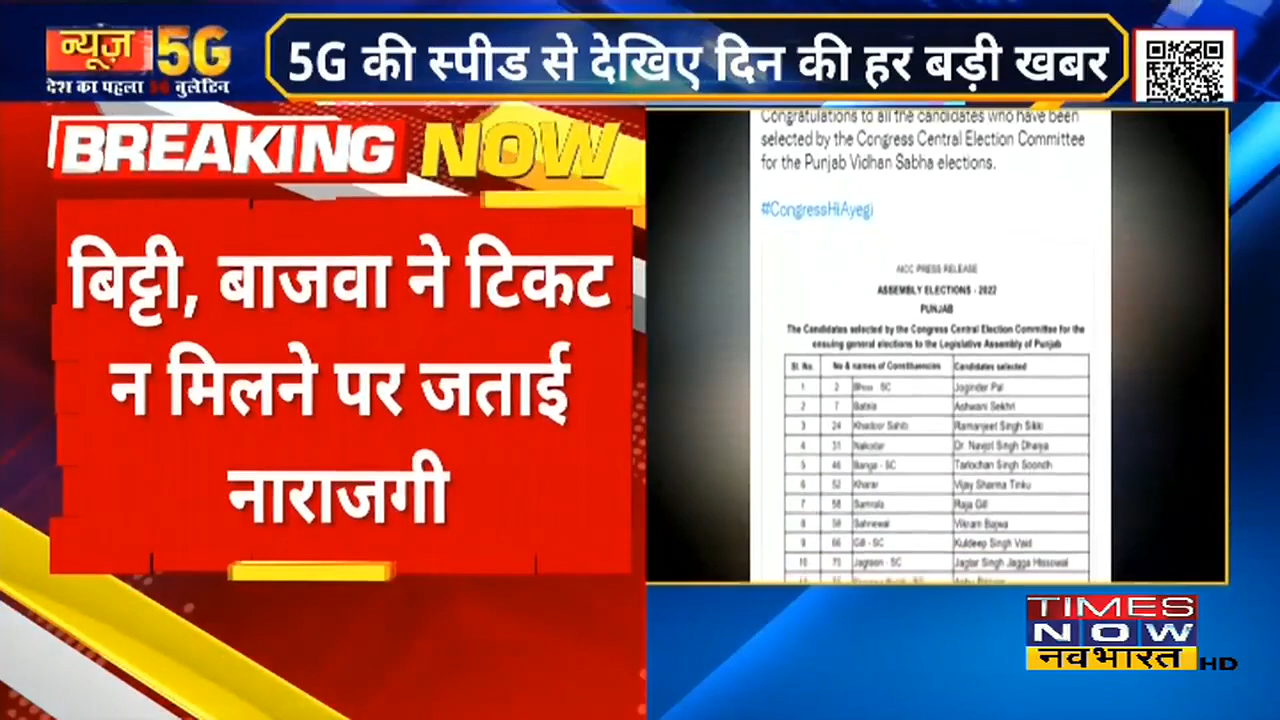 न्यूज़ 5G
देश का पहला 5G बुलेटिन
5G की स्पीड से देखिए दिन की हर बड़ी खबर
BREAKING NOW
बिट्टी, बाजवा ने टिकट
न मिलने पर जताई
नाराजगी
Congratulations to all the candidates who have been
selected by the Congress Central Election Committee
for the Punjab Vidhan Sabha elections.
#CongressHiAyegi
AICC PRESS RELEASE
ASSEMBLY ELECTIONS - 2022
PUNJAB
The Candidates selected by the Congress Central Election Committee for the
ensuing general elections to the Legislative Assembly of Punjab
Sl. No. No & names of Constituencies Candidates selected
1 2 Bhoa - SC Joginder Pal
2 7 Batala Ashwani Sekhri
3 24 Khadoor Sahib Ramanjeet Singh Sikki
4 31 Nakodar Dr. Navjot Singh Dahiya
5 46 Banga - SC Tarlochan Singh Soondh
6 52 Kharar Vijay Sharma Tinku
7 58 Samrala Raja Gill
8 59 Sahnewal Vikram Bajwa
9 66 Gill - SC Kuldeep Singh Vaid
10 70 Jagraon - SC Jagtar Singh Jagga Hissowal
TIMES
NOW
नवभारत HD